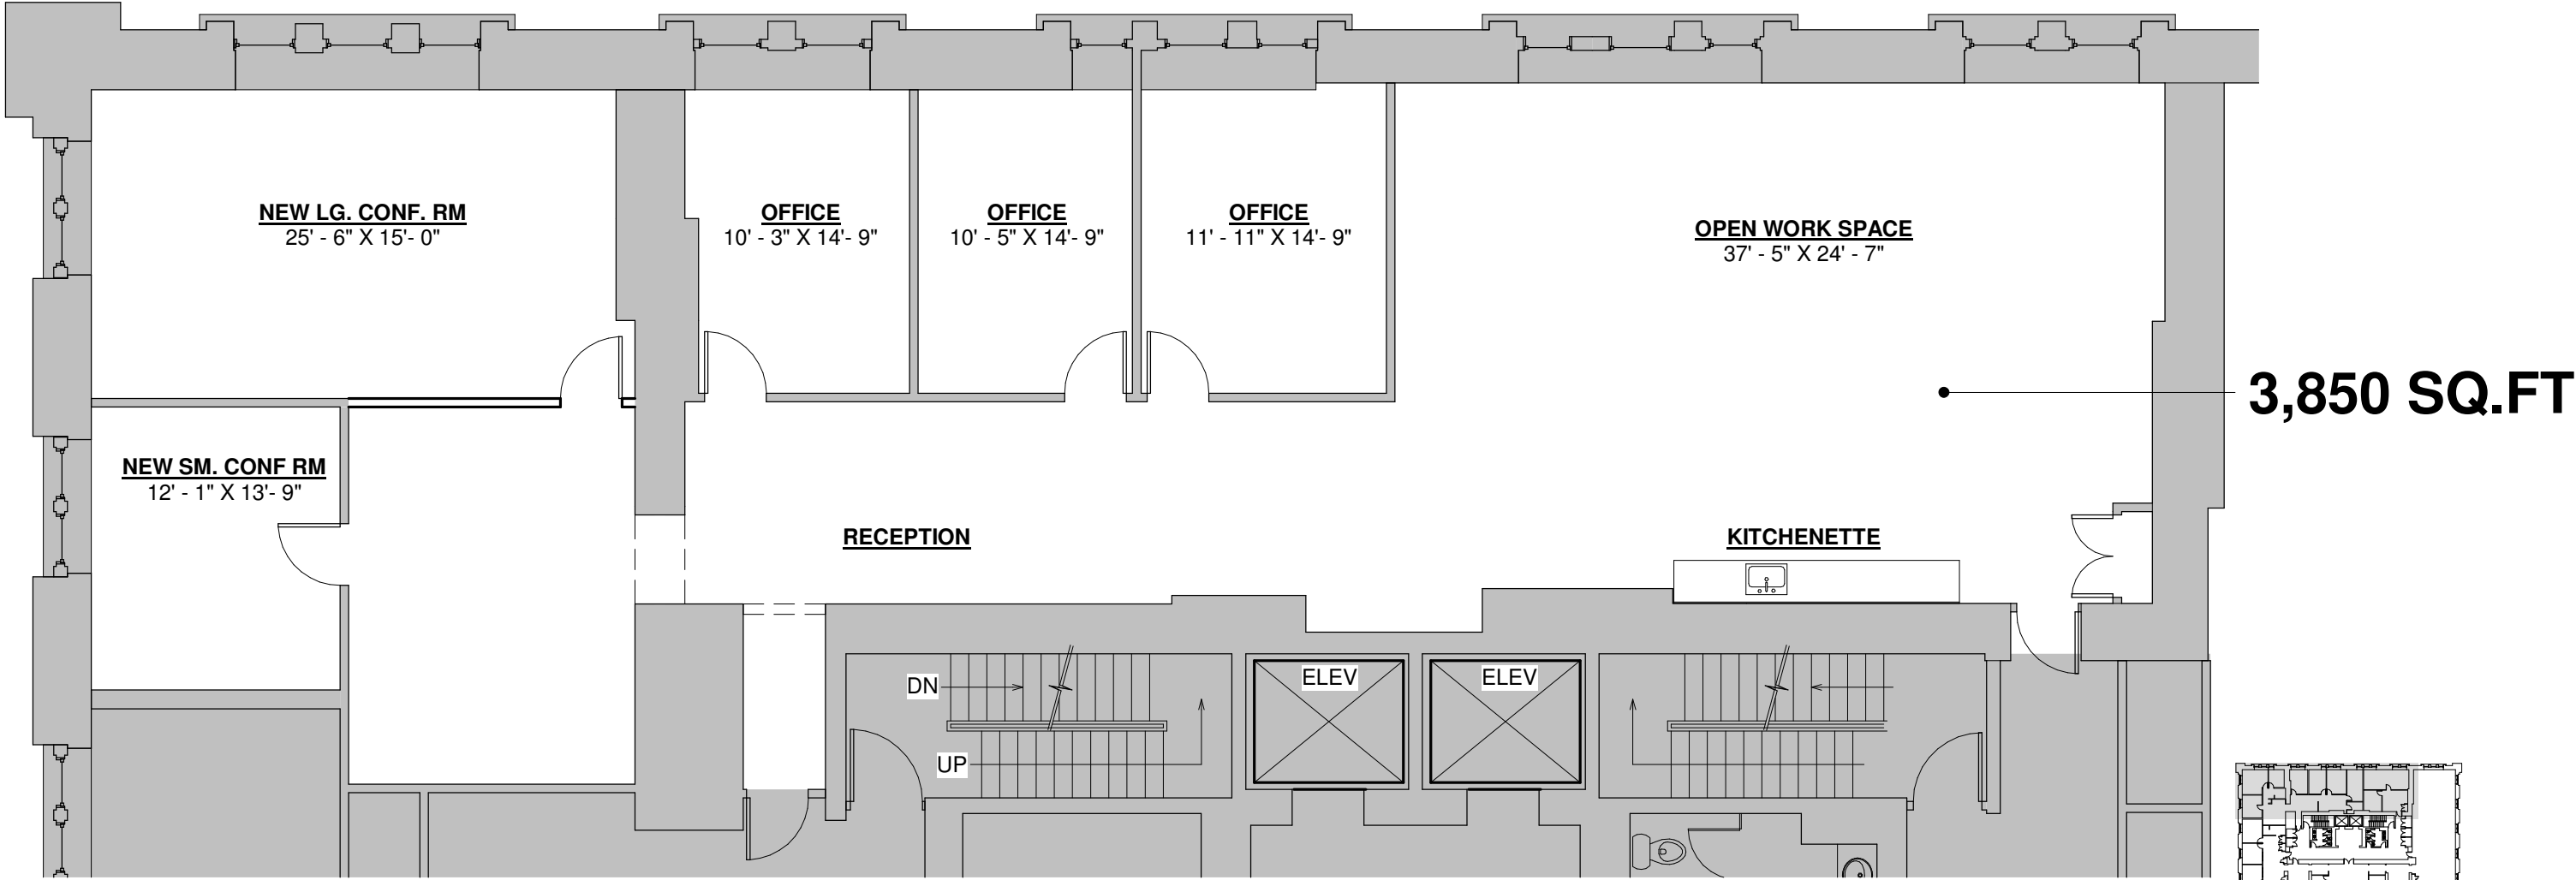 NEW LG. CONF. RM
25' - 6" X 15'- 0"
OFFICE
10' - 3" X 14'- 9"
OFFICE
10' - 5" X 14'- 9"
OFFICE
11' - 11" X 14'- 9"
OPEN WORK SPACE
37' - 5" X 24' - 7"
3,850 SQ.FT
NEW SM. CONF RM
12' - 1" X 13'- 9"
RECEPTION
KITCHENETTE
DN
UP
ELEV
ELEV